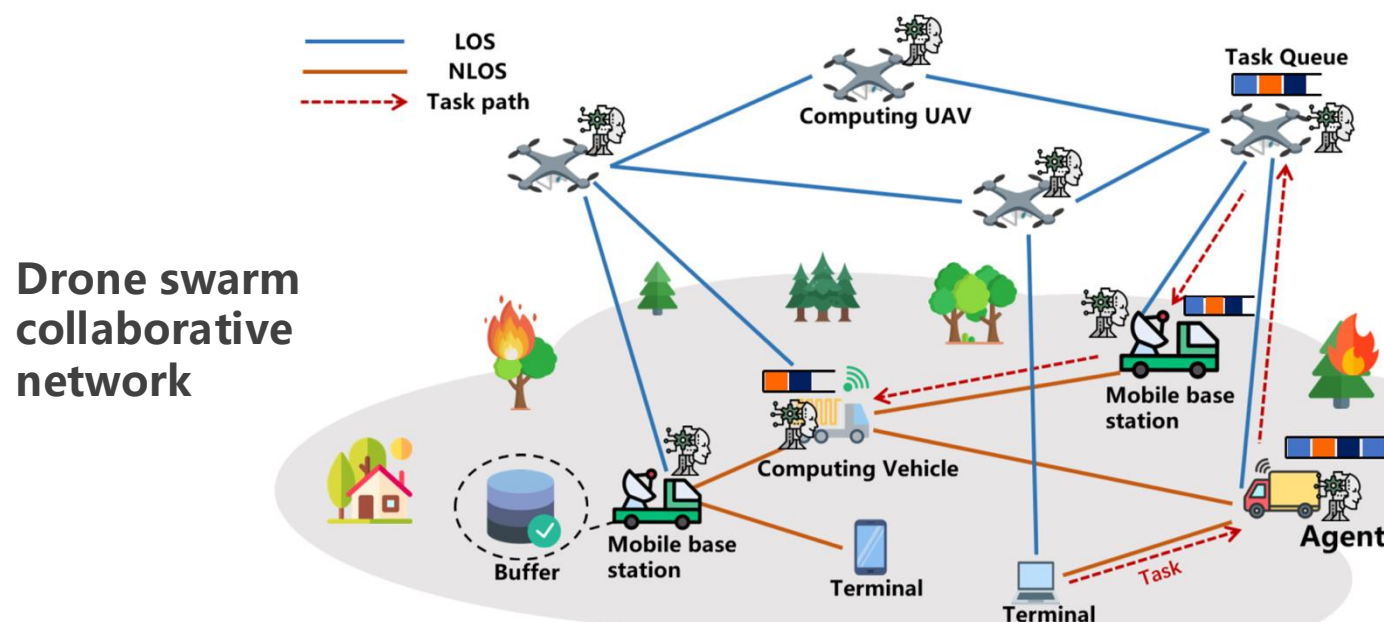 LOS
NLOS
Task path
Computing UAV
Task Queue
Drone swarm
collaborative
network
Mobile base
station
Computing Vehicle
Agent
Buffer
Mobile base
station
Terminal
Task
Terminal